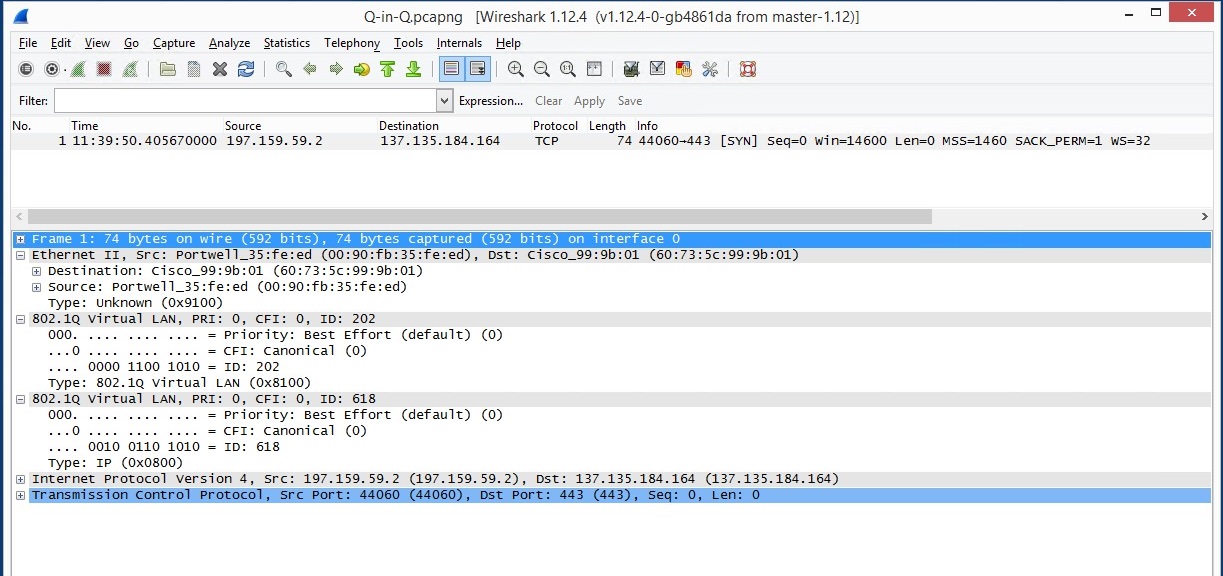 Q-in-Q.pcapng [Wireshark 1.12.4 (v1.12.4-0-gb4861da from master-1.12)]
File Edit View Go Capture Analyze Statistics Telephony Tools Internals Help
Filter: Expression... Clear Apply Save
No. Time Source Destination Protocol Length Info
1 11:39:50.405670000 197.159.59.2 137.135.184.164 TCP 74 44060→443 [SYN] Seq=0 Win=14600 Len=0 MSS=1460 SACK_PERM=1 WS=32
Frame 1: 74 bytes on wire (592 bits), 74 bytes captured (592 bits) on interface 0
Ethernet II, Src: Portwell_35:fe:ed (00:90:fb:35:fe:ed), Dst: Cisco_99:9b:01 (60:73:5c:99:9b:01)
Destination: Cisco_99:9b:01 (60:73:5c:99:9b:01)
Source: Portwell_35:fe:ed (00:90:fb:35:fe:ed)
Type: Unknown (0x9100)
802.1Q Virtual LAN, PRI: 0, CFI: 0, ID: 202
000. .... .... .... = Priority: Best Effort (default) (0)
...0 .... .... .... = CFI: Canonical (0)
.... 0000 1100 1010 = ID: 202
Type: 802.1Q Virtual LAN (0x8100)
802.1Q Virtual LAN, PRI: 0, CFI: 0, ID: 618
000. .... .... .... = Priority: Best Effort (default) (0)
...0 .... .... .... = CFI: Canonical (0)
.... 0010 0110 1010 = ID: 618
Type: IP (0x0800)
Internet Protocol Version 4, Src: 197.159.59.2 (197.159.59.2), Dst: 137.135.184.164 (137.135.184.164)
Transmission Control Protocol, Src Port: 44060 (44060), Dst Port: 443 (443), Seq: 0, Len: 0